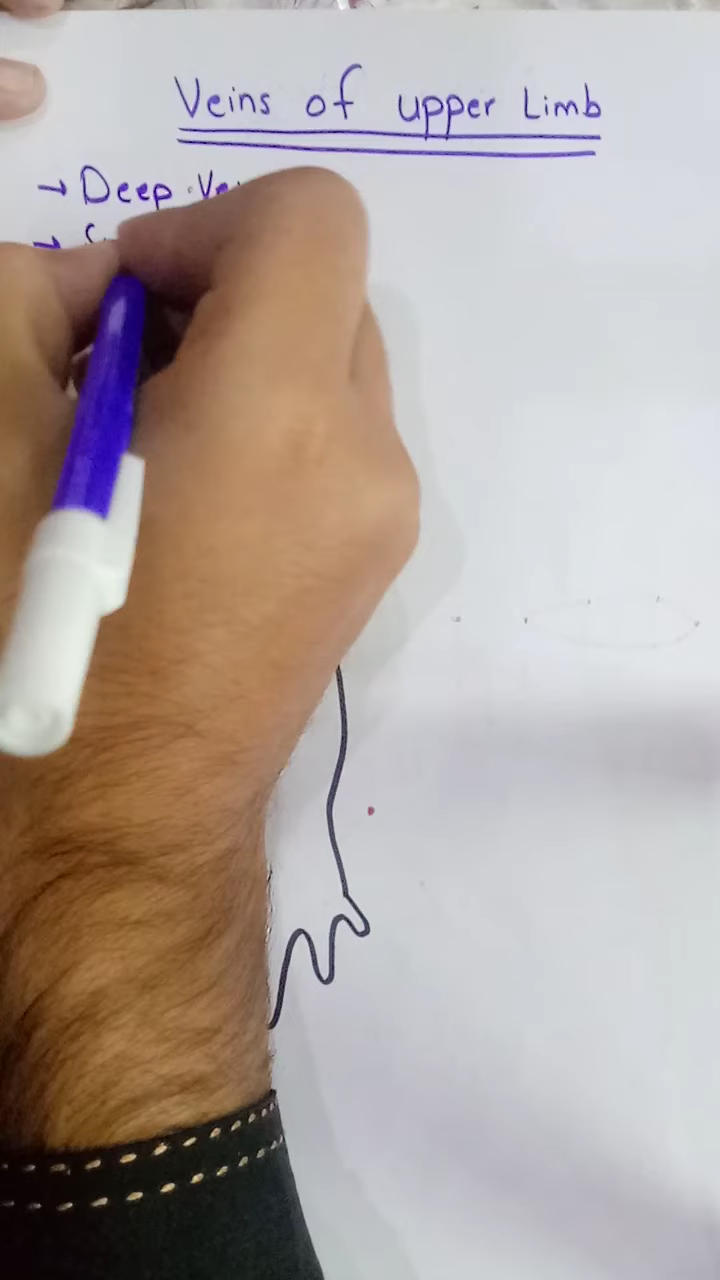 Veins of upper Limb
→ Deep
→